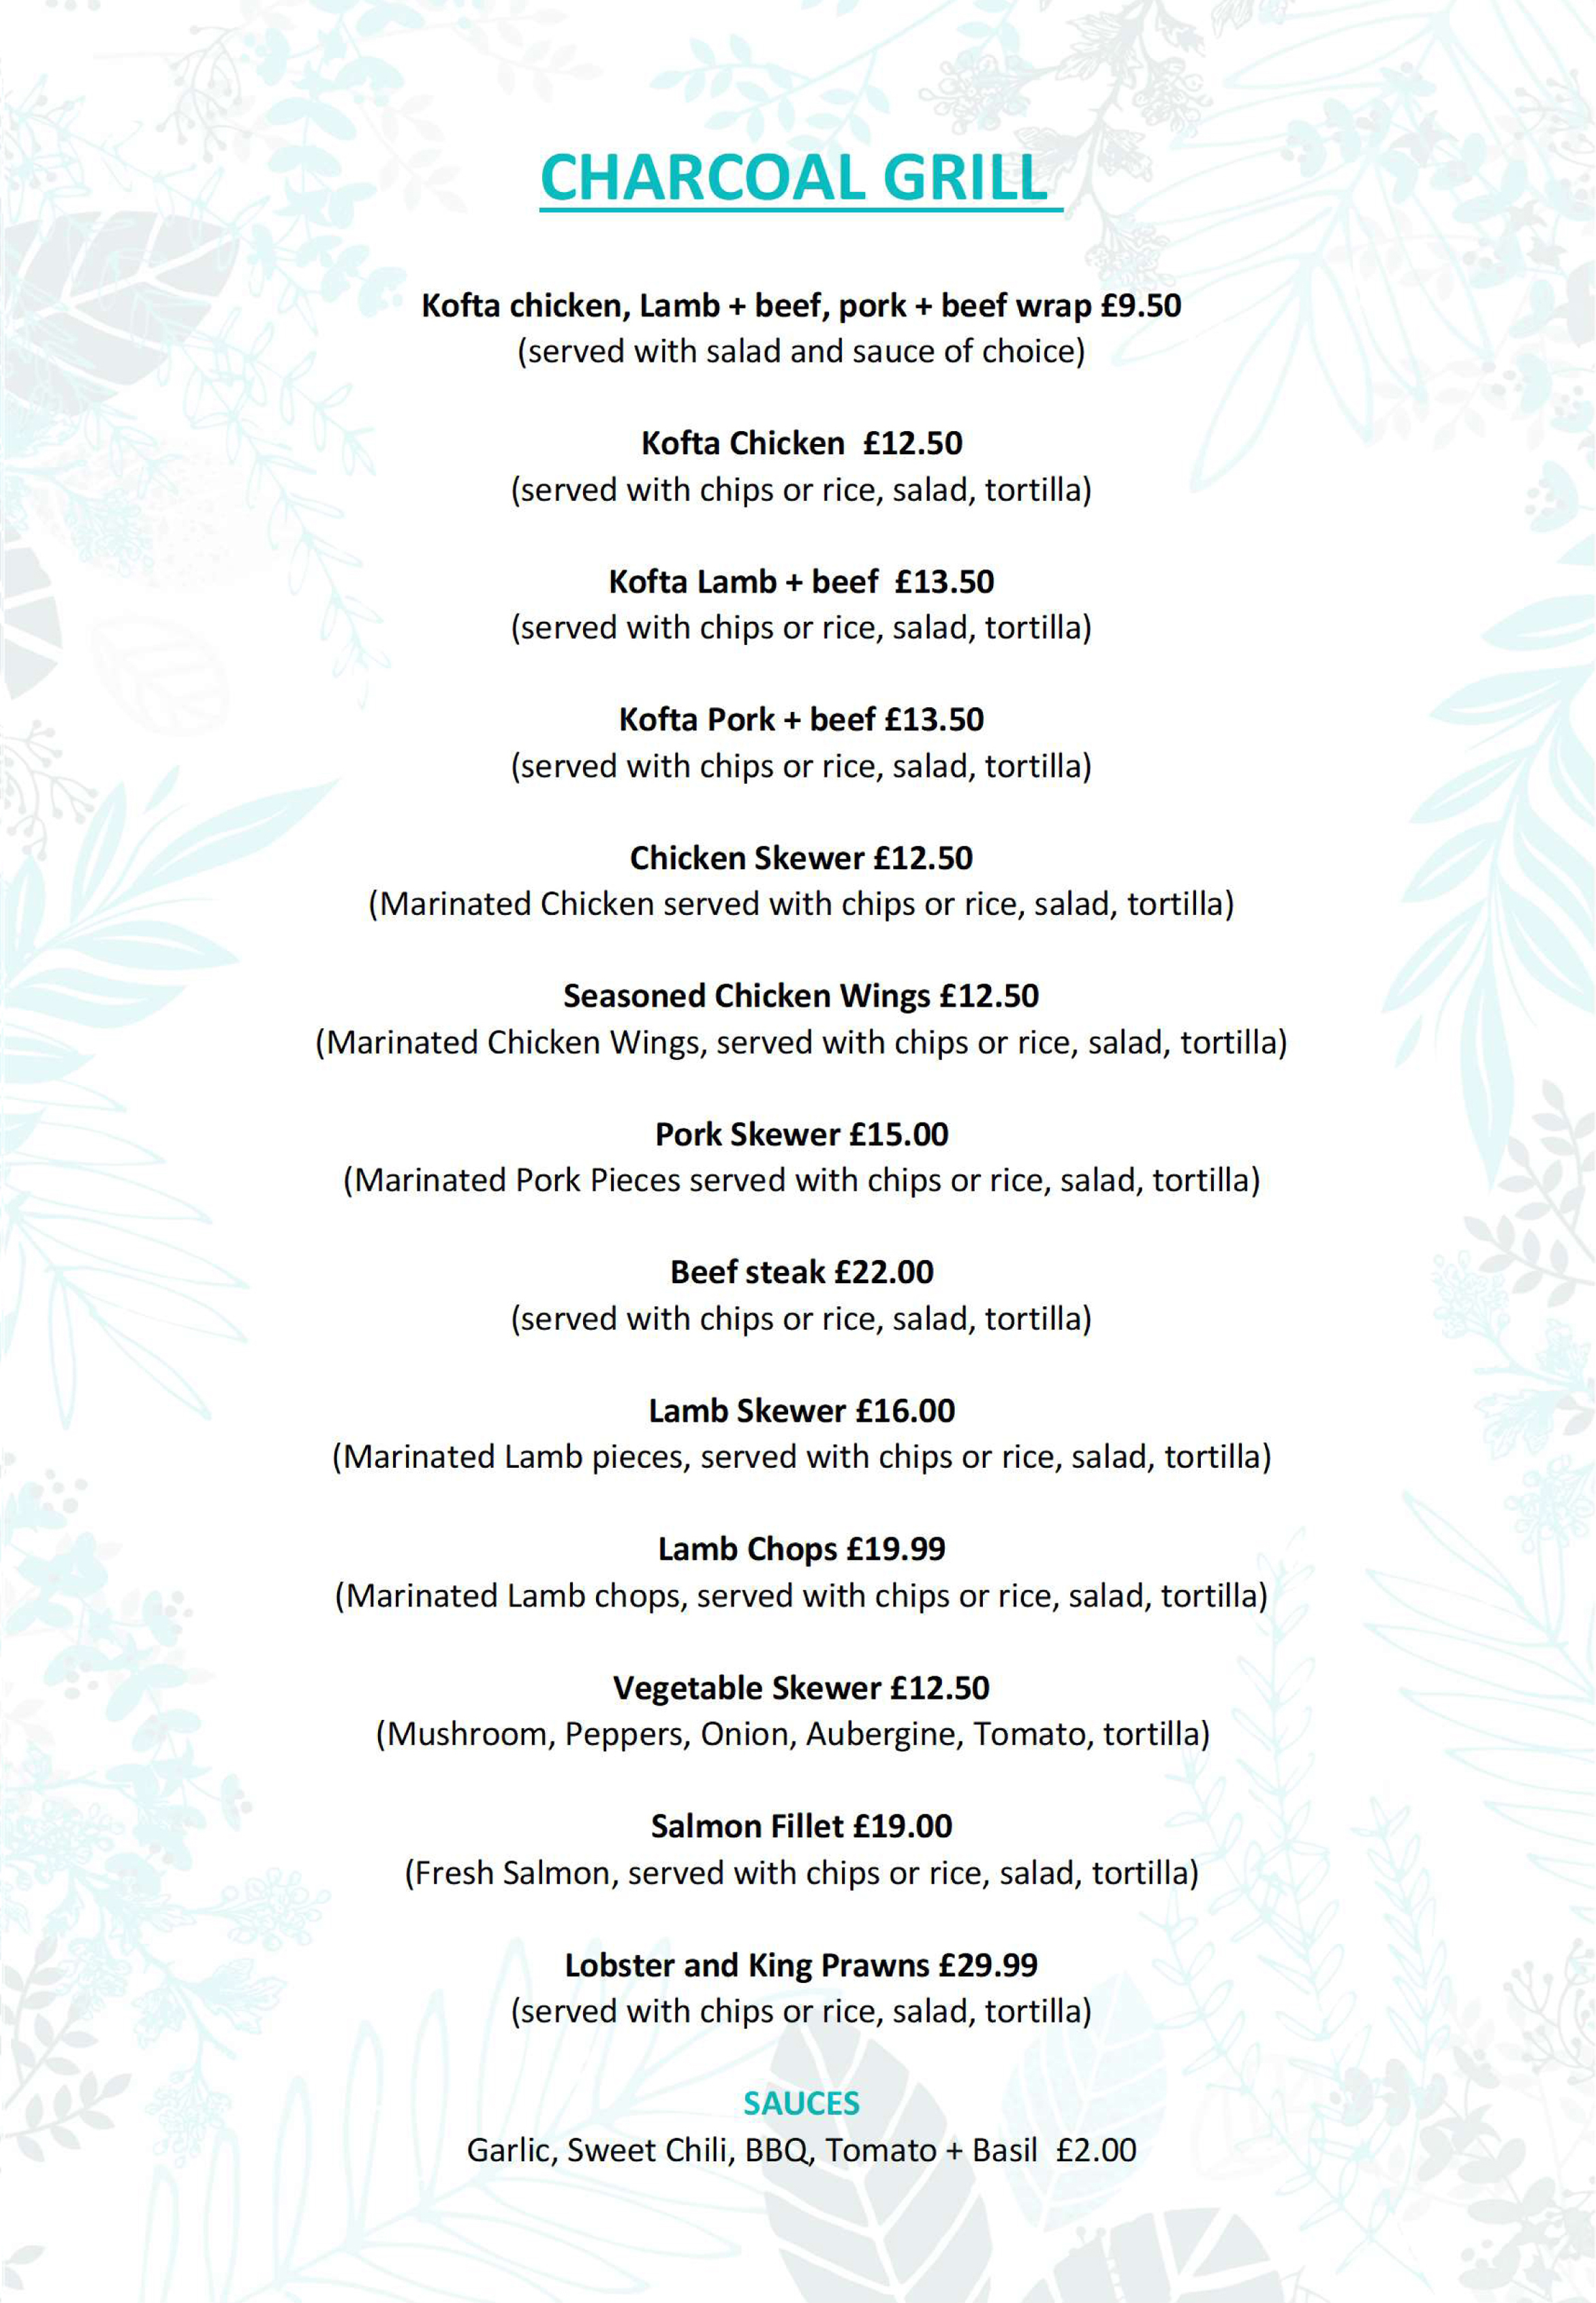 CHARCOAL GRILL
Kofta chicken, Lamb + beef, pork + beef wrap £9.50
(served with salad and sauce of choice)
Kofta Chicken  £12.50
(served with chips or rice, salad, tortilla)
Kofta Lamb + beef  £13.50
(served with chips or rice, salad, tortilla)
Kofta Pork + beef £13.50
(served with chips or rice, salad, tortilla)
Chicken Skewer £12.50
(Marinated Chicken served with chips or rice, salad, tortilla)
Seasoned Chicken Wings £12.50
(Marinated Chicken Wings, served with chips or rice, salad, tortilla)
Pork Skewer £15.00
(Marinated Pork Pieces served with chips or rice, salad, tortilla)
Beef steak £22.00
(served with chips or rice, salad, tortilla)
Lamb Skewer £16.00
(Marinated Lamb pieces, served with chips or rice, salad, tortilla)
Lamb Chops £19.99
(Marinated Lamb chops, served with chips or rice, salad, tortilla)
Vegetable Skewer £12.50
(Mushroom, Peppers, Onion, Aubergine, Tomato, tortilla)
Salmon Fillet £19.00
(Fresh Salmon, served with chips or rice, salad, tortilla)
Lobster and King Prawns £29.99
(served with chips or rice, salad, tortilla)
SAUCES
Garlic, Sweet Chili, BBQ, Tomato + Basil  £2.00